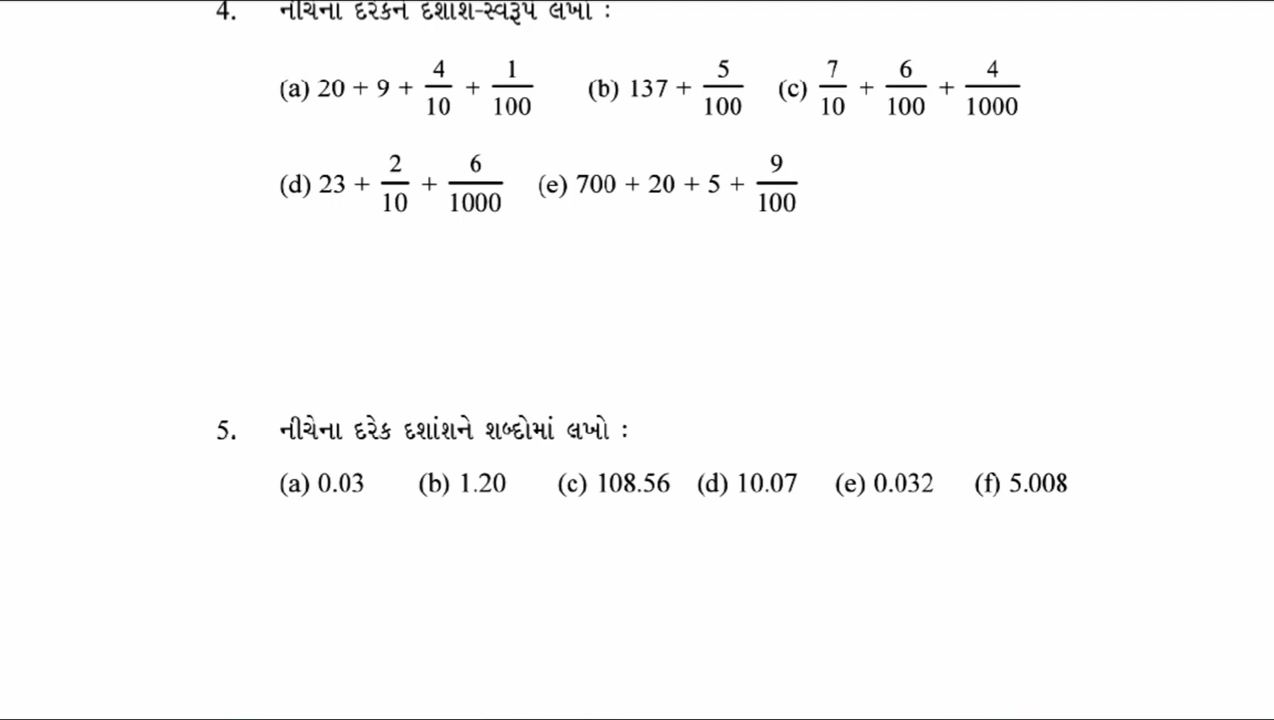 4. નીચેના દરેકને દશાંશ-સ્વરૂપે લખો :
(a) 20 + 9 + 4/10 + 1/100 (b) 137 + 5/100 (c) 7/10 + 6/100 + 4/1000
(d) 23 + 2/10 + 6/1000 (e) 700 + 20 + 5 + 9/100
5. નીચેના દરેક દશાંશને શબ્દોમાં લખો :
(a) 0.03 (b) 1.20 (c) 108.56 (d) 10.07 (e) 0.032 (f) 5.008